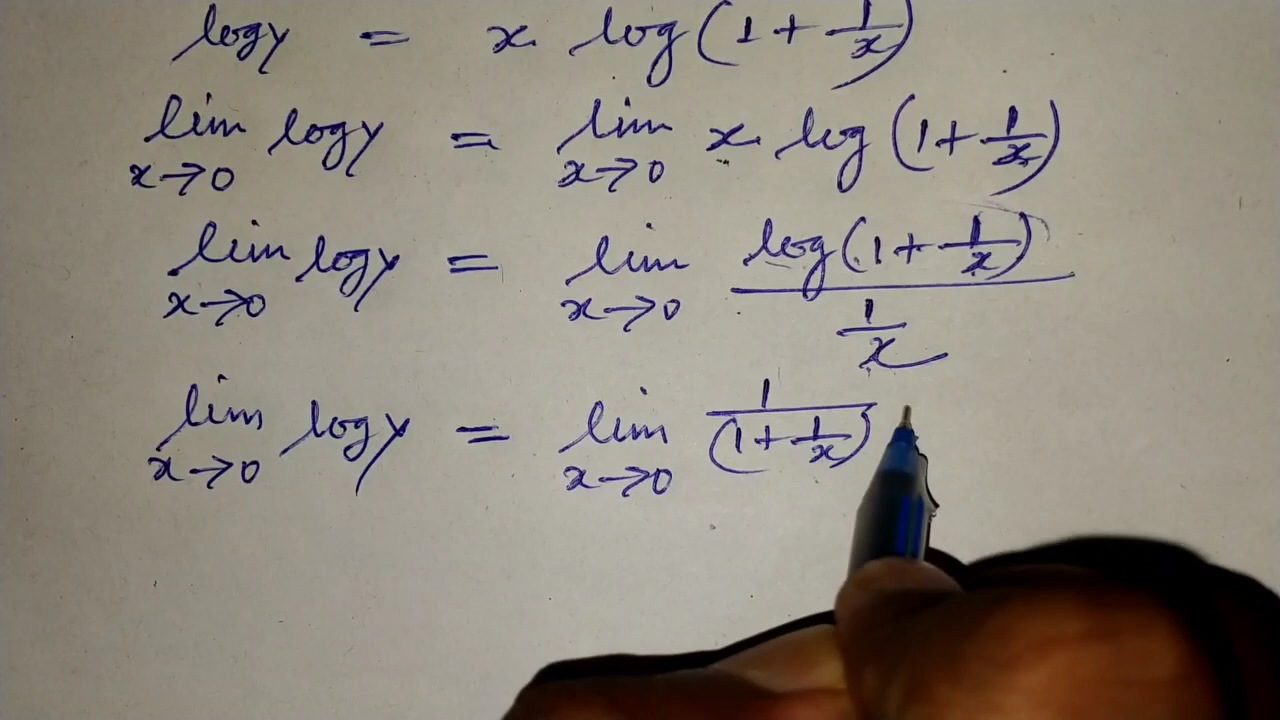 log y = x log(1 + 1/x)
lim x→0 log y = lim x→0 x log(1 + 1/x)
lim x→0 log y = lim x→0 log(1 + 1/x) / (1/x)
lim x→0 log y = lim x→0 1/(1 + 1/x)